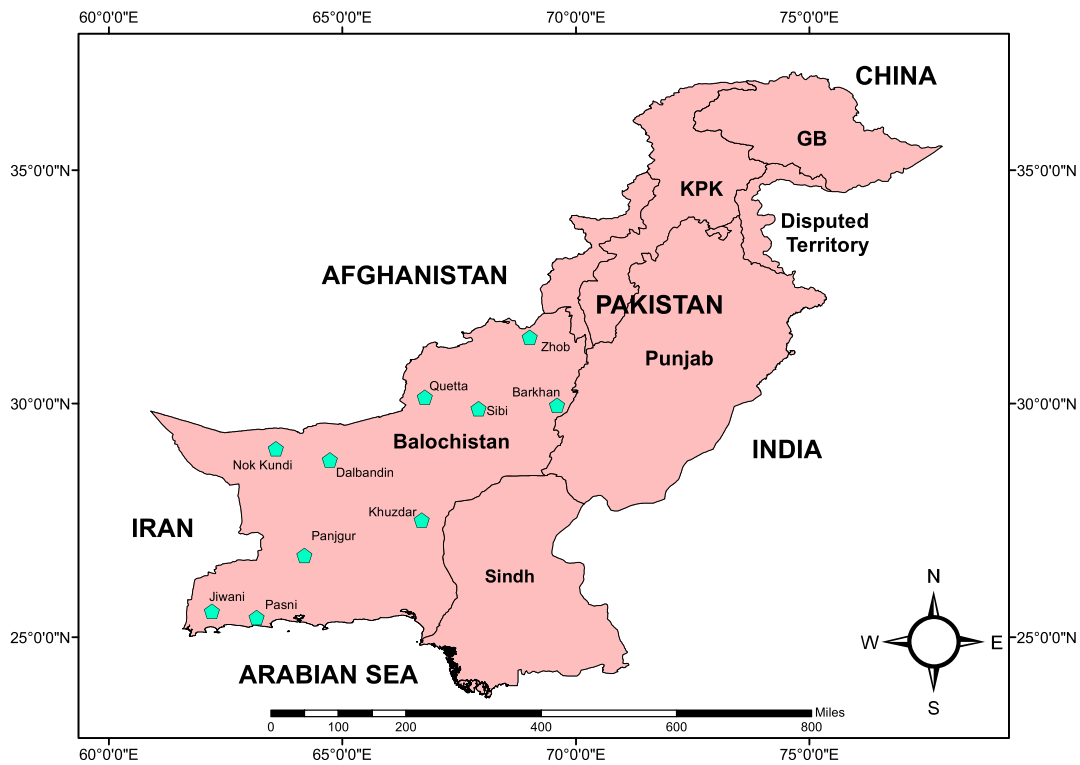 60°0'0"E 65°0'0"E 70°0'0"E 75°0'0"E
CHINA
GB
35°0'0"N 35°0'0"N
KPK
Disputed
Territory
AFGHANISTAN
PAKISTAN
Zhob
Punjab
Quetta
Barkhan
30°0'0"N 30°0'0"N
Sibi
Balochistan
INDIA
Nok Kundi
Dalbandin
Khuzdar
IRAN
Panjgur
Sindh
N
Jiwani
Pasni
25°0'0"N 25°0'0"N
W E
ARABIAN SEA
S
Miles
0 100 200 400 600 800
60°0'0"E 65°0'0"E 70°0'0"E 75°0'0"E